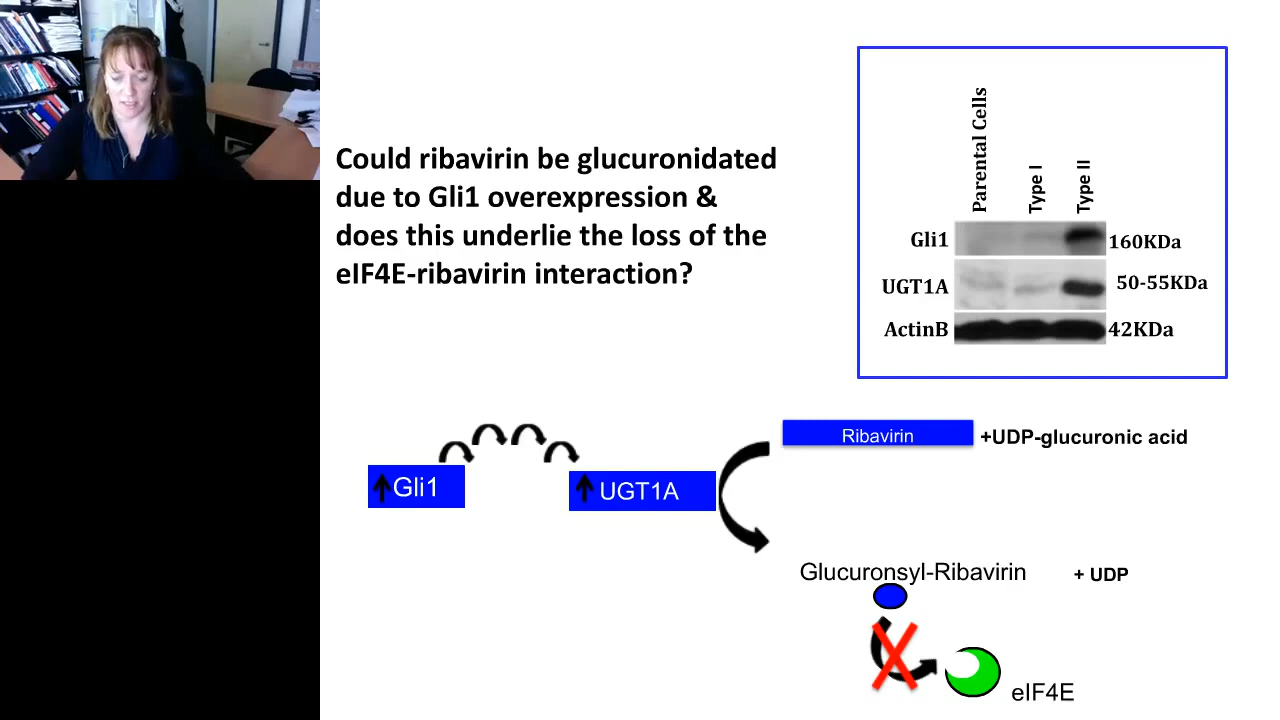 Could ribavirin be glucuronidated
due to Gli1 overexpression &
does this underlie the loss of the
eIF4E-ribavirin interaction?
Parental Cells
Type I
Type II
Gli1
160KDa
UGT1A
50-55KDa
ActinB
42KDa
Gli1
UGT1A
Ribavirin
+UDP-glucuronic acid
Glucuronsyl-Ribavirin
+ UDP
eIF4E